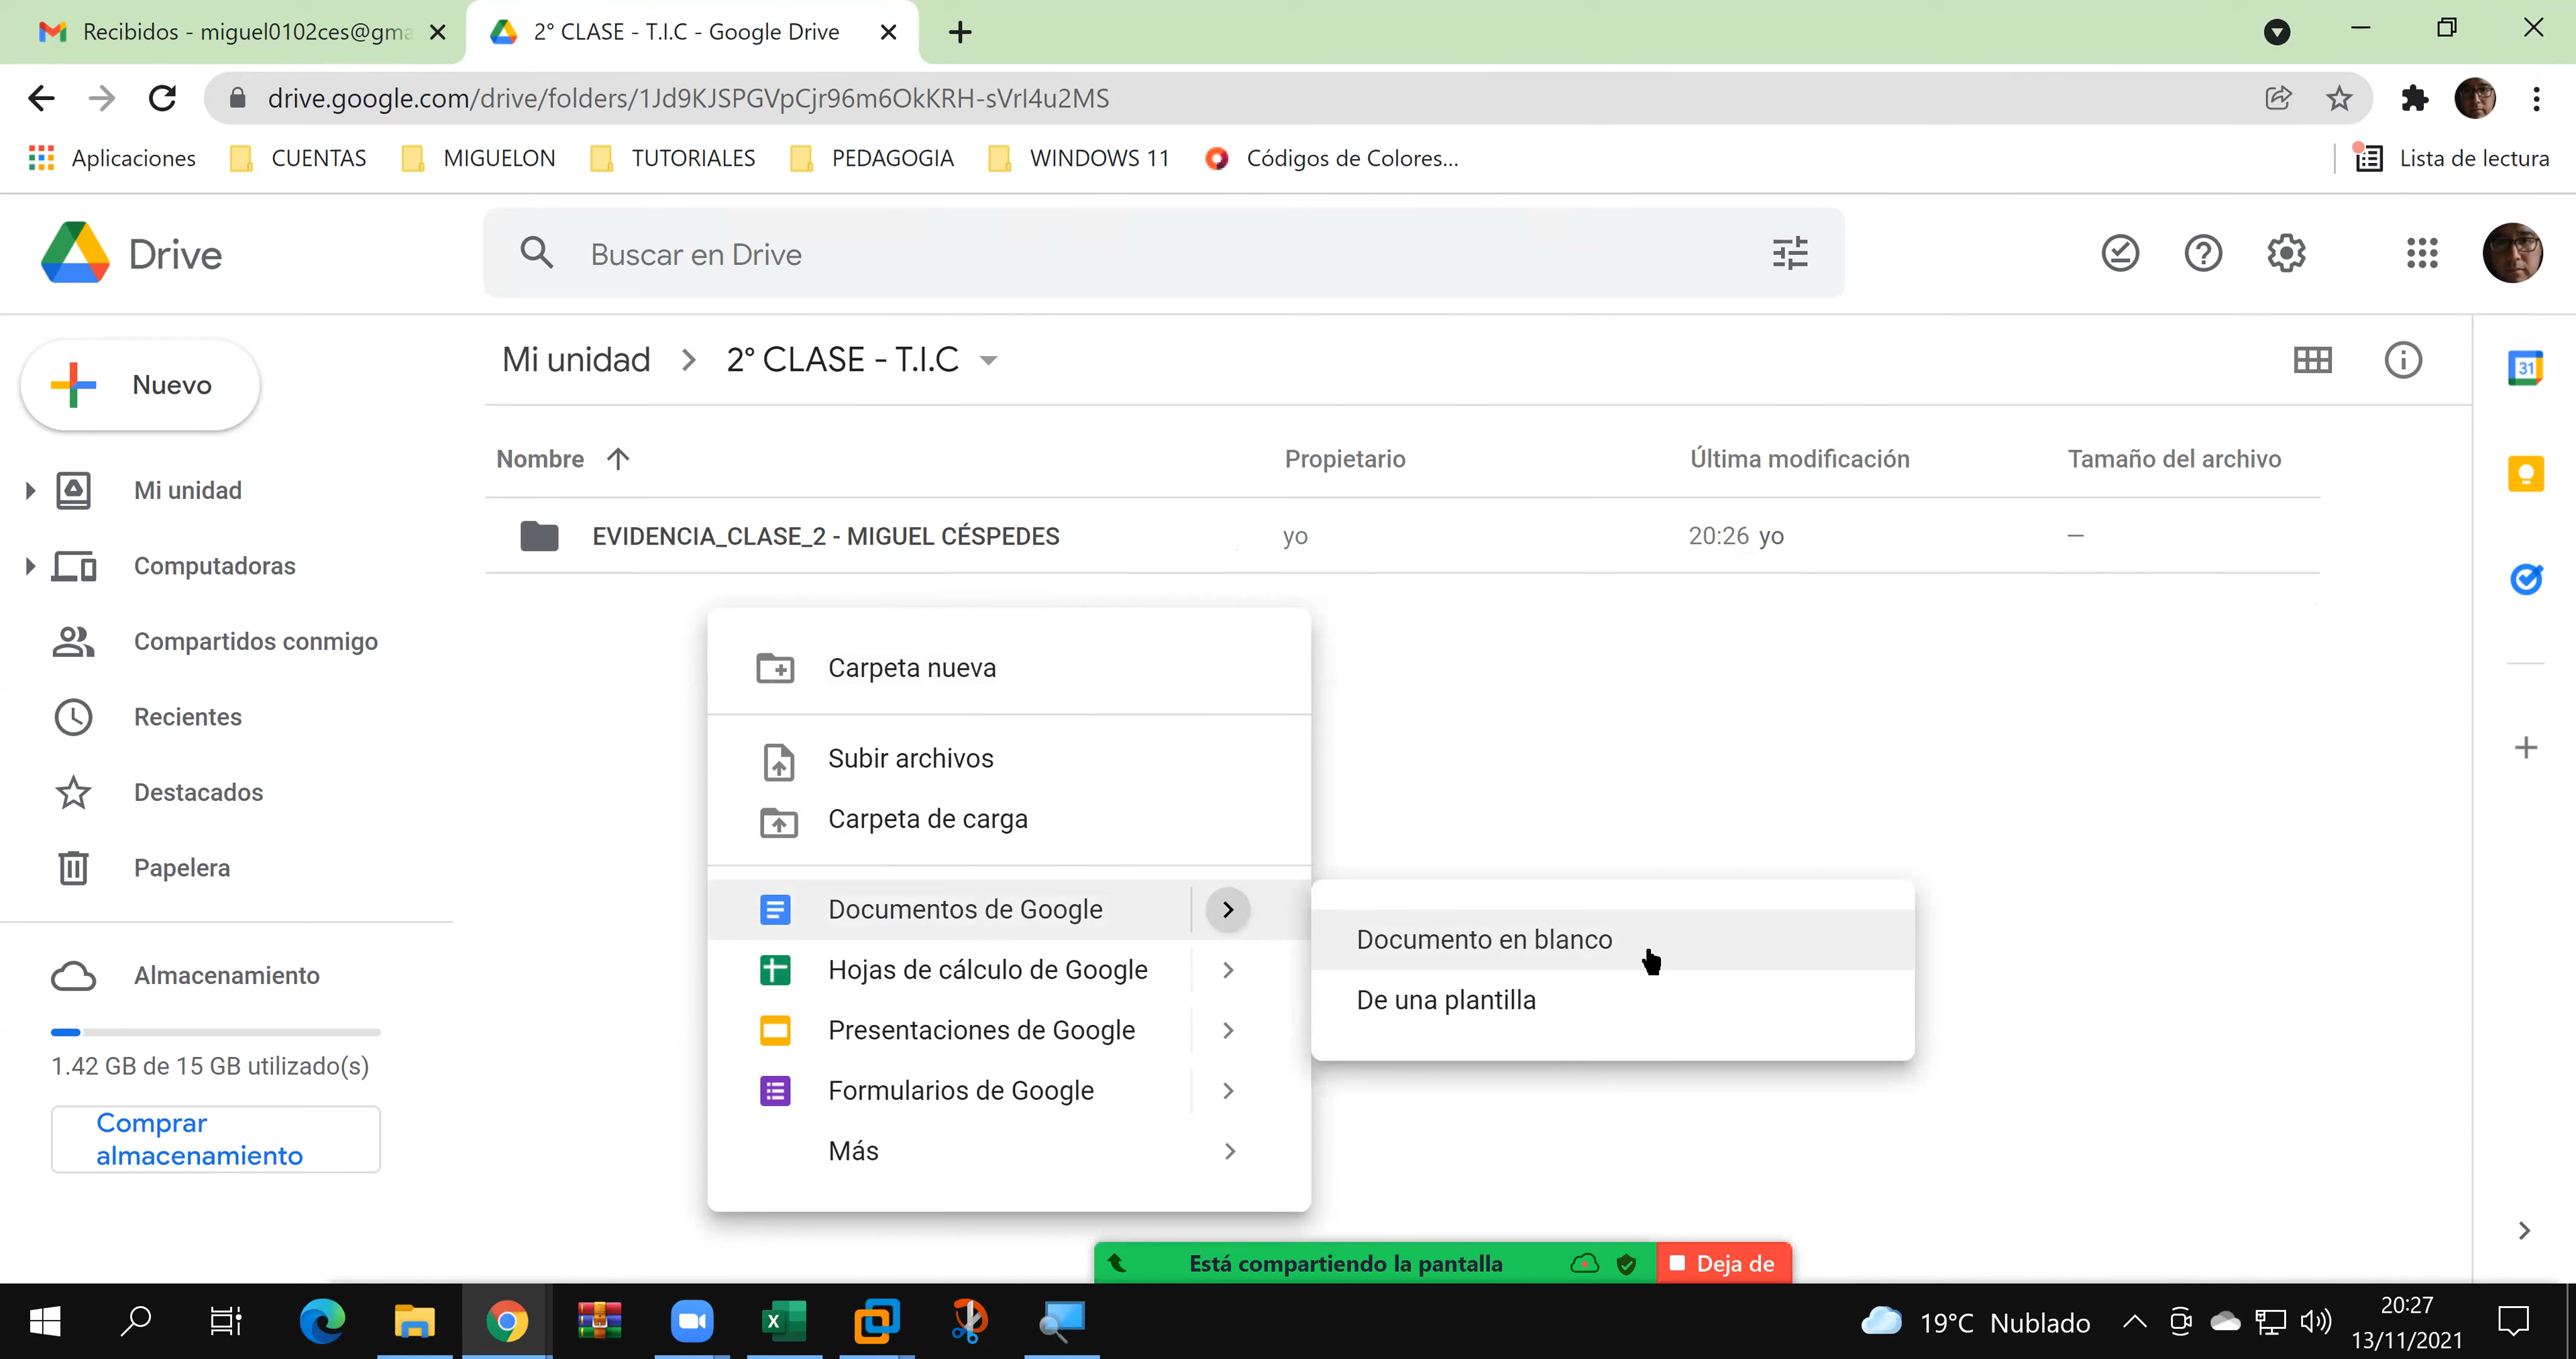 Recibidos - miguel0102ces@gma
2° CLASE - T.I.C - Google Drive
drive.google.com/drive/folders/1Jd9KJSPGVpCjr96m6OkKRH-sVrI4u2MS
Aplicaciones
CUENTAS
MIGUELON
TUTORIALES
PEDAGOGIA
WINDOWS 11
Códigos de Colores...
Lista de lectura
Drive
Buscar en Drive
Nuevo
Mi unidad
Computadoras
Compartidos conmigo
Recientes
Destacados
Papelera
Almacenamiento
1.42 GB de 15 GB utilizado(s)
Comprar
almacenamiento
Mi unidad > 2° CLASE - T.I.C
Nombre
Propietario
Última modificación
Tamaño del archivo
EVIDENCIA_CLASE_2 - MIGUEL CÉSPEDES
yo
20:26 yo
—
Carpeta nueva
Subir archivos
Carpeta de carga
Documentos de Google
Hojas de cálculo de Google
Presentaciones de Google
Formularios de Google
Más
Documento en blanco
De una plantilla
31
Está compartiendo la pantalla
Deja de
19°C Nublado
20:27
13/11/2021